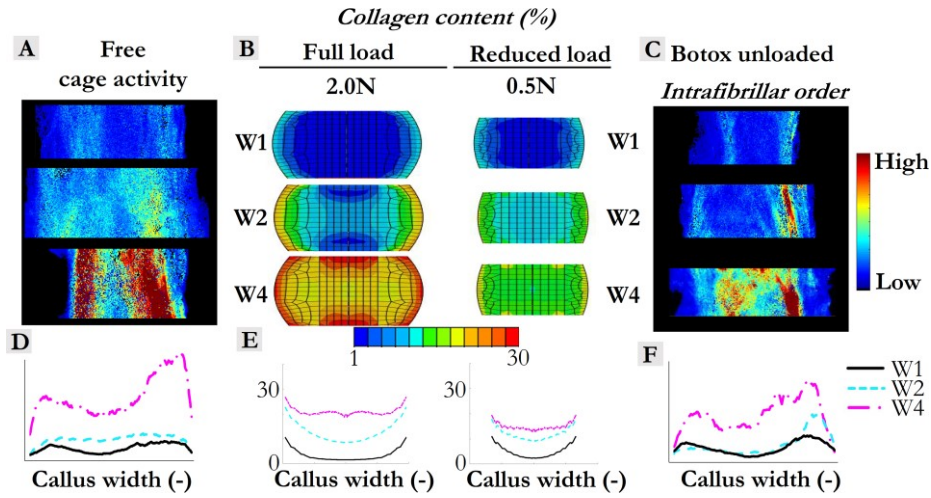 Collagen content (%)
A
Free
cage activity
B
Full load
2.0N
Reduced load
0.5N
C
Botox unloaded
Intrafibrillar order
W1
W2
W4
W1
W2
W4
High
Low
1
30
D
Callus width (-)
E
30
0
30
0
Callus width (-)
F
Callus width (-)
W1
W2
W4